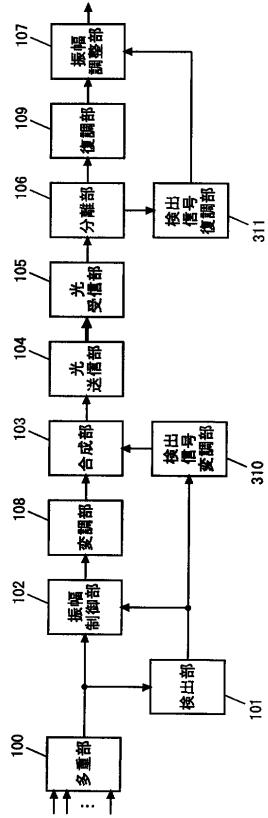 100
多重部
101
検出部
102
振幅
制御部
108
変調部
103
合成部
310
検出
信号
変調部
104
光
送信部
105
光
受信部
106
分離部
311
検出
信号
復調部
109
復調部
107
振幅
調整部